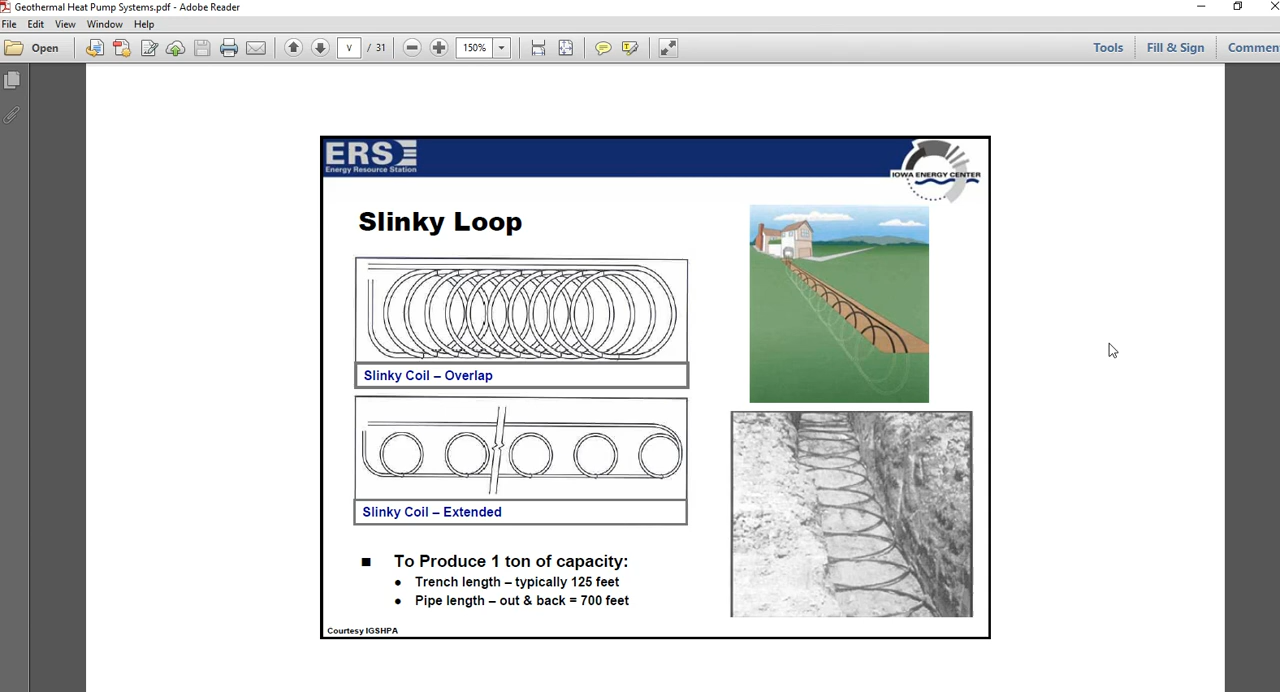 Geothermal Heat Pump Systems.pdf - Adobe Reader
File Edit View Window Help
Open
V / 31
150%
Tools Fill & Sign Commen
ERS
Energy Resource Station
IOWA ENERGY CENTER
Slinky Loop
Slinky Coil – Overlap
Slinky Coil – Extended
■ To Produce 1 ton of capacity:
• Trench length – typically 125 feet
• Pipe length – out & back = 700 feet
Courtesy IGSHPA